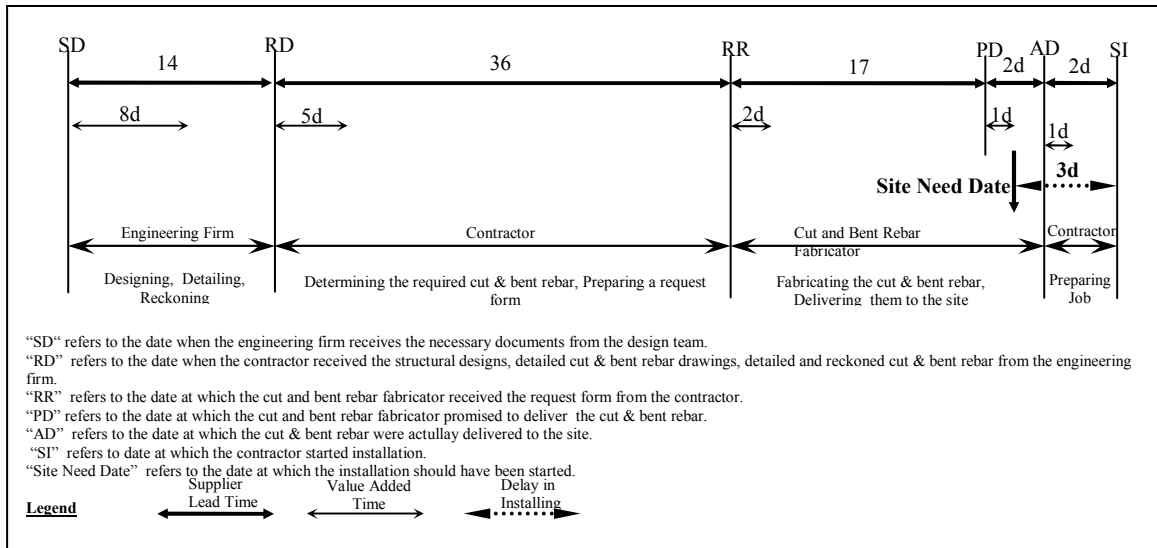 SD RD RR PD AD SI
14 36 17 2d 2d
8d 5d 2d 1d
1d
Site Need Date 3d
Engineering Firm Contractor Cut and Bent Rebar Fabricator Contractor
Designing, Detailing, Reckoning
Determining the required cut & bent rebar, Preparing a request form
Fabricating the cut & bent rebar, Delivering them to the site
Preparing Job
“SD“ refers to the date when the engineering firm receives the necessary documents from the design team.
“RD” refers to the date when the contractor received the structural designs, detailed cut & bent rebar drawings, detailed and reckoned cut & bent rebar from the engineering
firm.
“RR” refers to the date at which the cut and bent rebar fabricator received the request form from the contractor.
“PD” refers to the date at which the cut and bent rebar fabricator promised to deliver the cut & bent rebar.
“AD” refers to the date at which the cut & bent rebar were actullay delivered to the site.
“SI” refers to date at which the contractor started installation.
“Site Need Date” refers to the date at which the installation should have been started.
Legend
Supplier Lead Time
Value Added Time
Delay in Installing